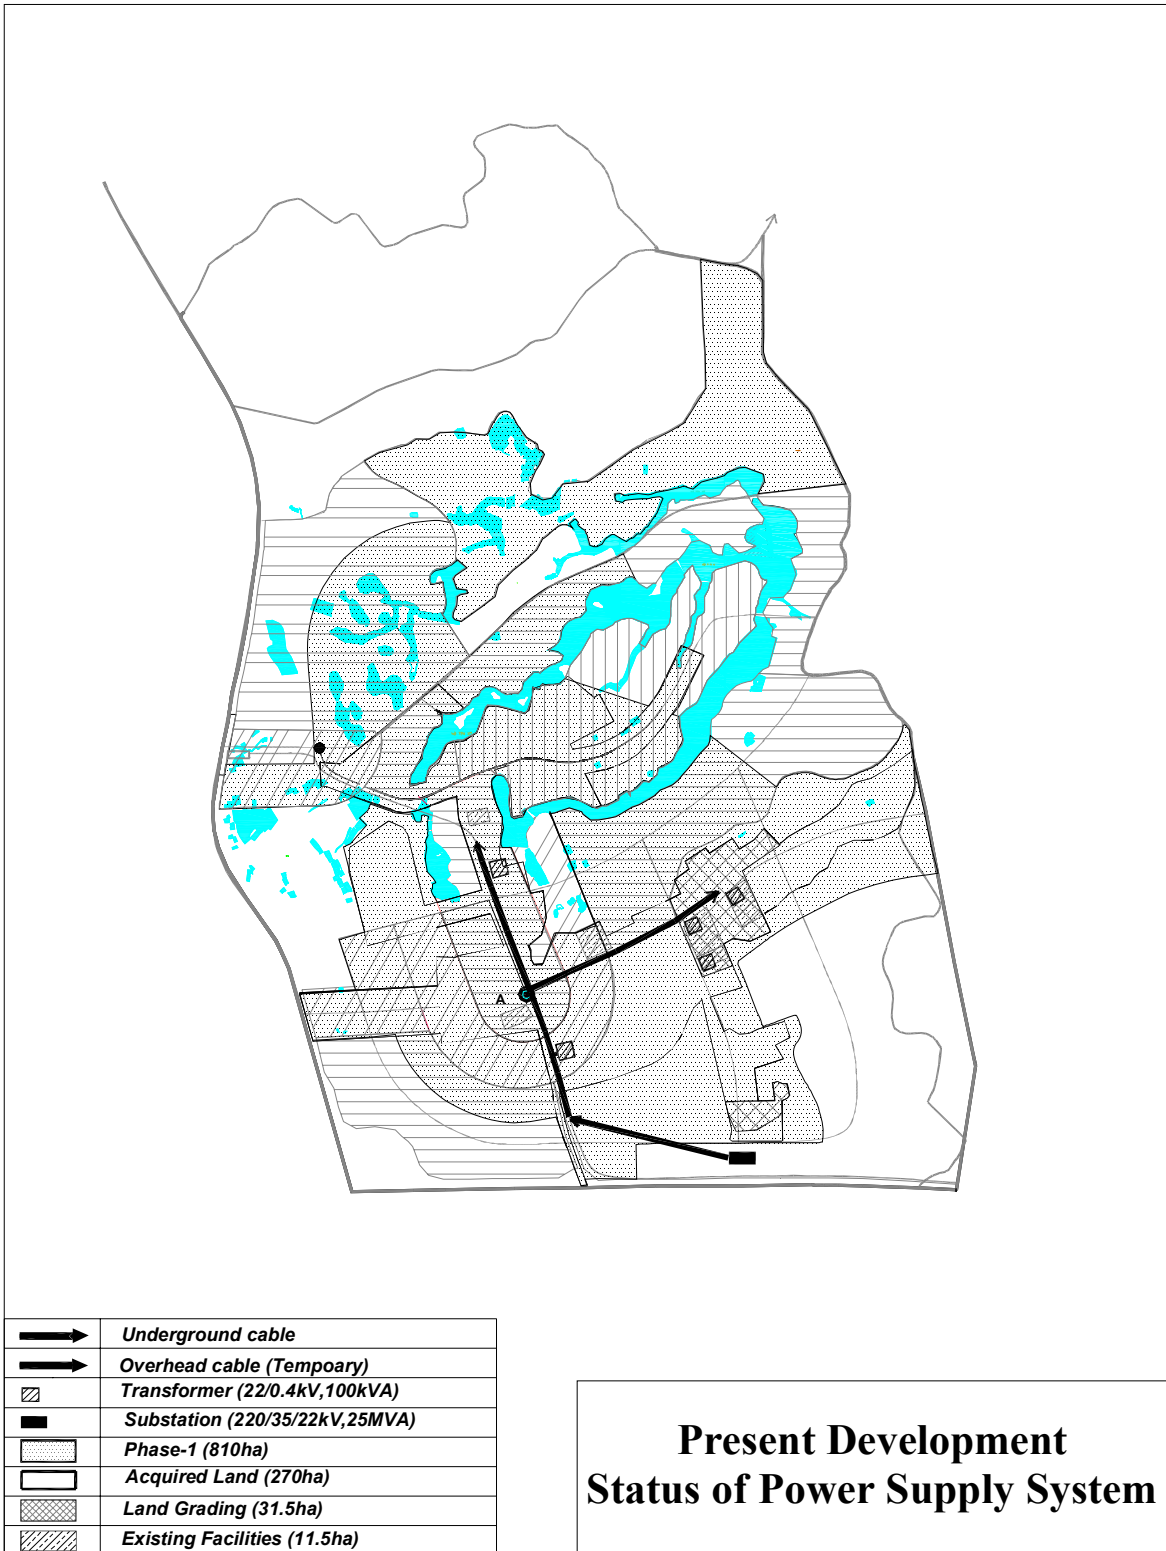 A
Underground cable
Overhead cable (Tempoary)
Transformer (22/0.4kV,100kVA)
Substation (220/35/22kV,25MVA)
Phase-1 (810ha)
Acquired Land (270ha)
Land Grading (31.5ha)
Existing Facilities (11.5ha)
Present Development
Status of Power Supply System